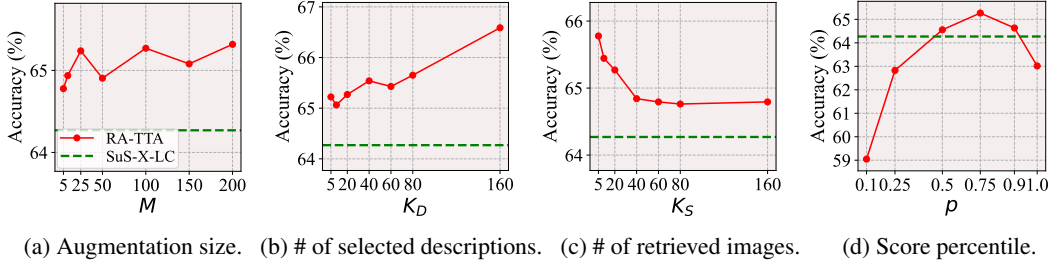 Accuracy (%)
65
64
5 25 50 100 150 200
M
RA-TTA
SuS-X-LC
Accuracy (%)
67
66
65
64
5 20 40 60 80 160
K_D
Accuracy (%)
66
65
64
5 20 40 60 80 160
K_S
Accuracy (%)
65
64
63
62
61
60
59
0.1 0.25 0.5 0.75 0.9 1.0
p
(a) Augmentation size. (b) # of selected descriptions. (c) # of retrieved images. (d) Score percentile.